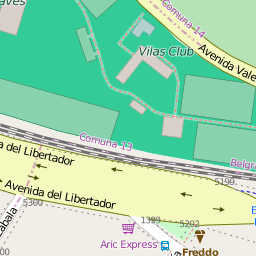 Comuna 14
Vilas Club
Avenida Vale
Comuna 13
Belgra
del Libertador
5199
Avenida del Libertador
5300
1399
5202
Aric Express
Freddo